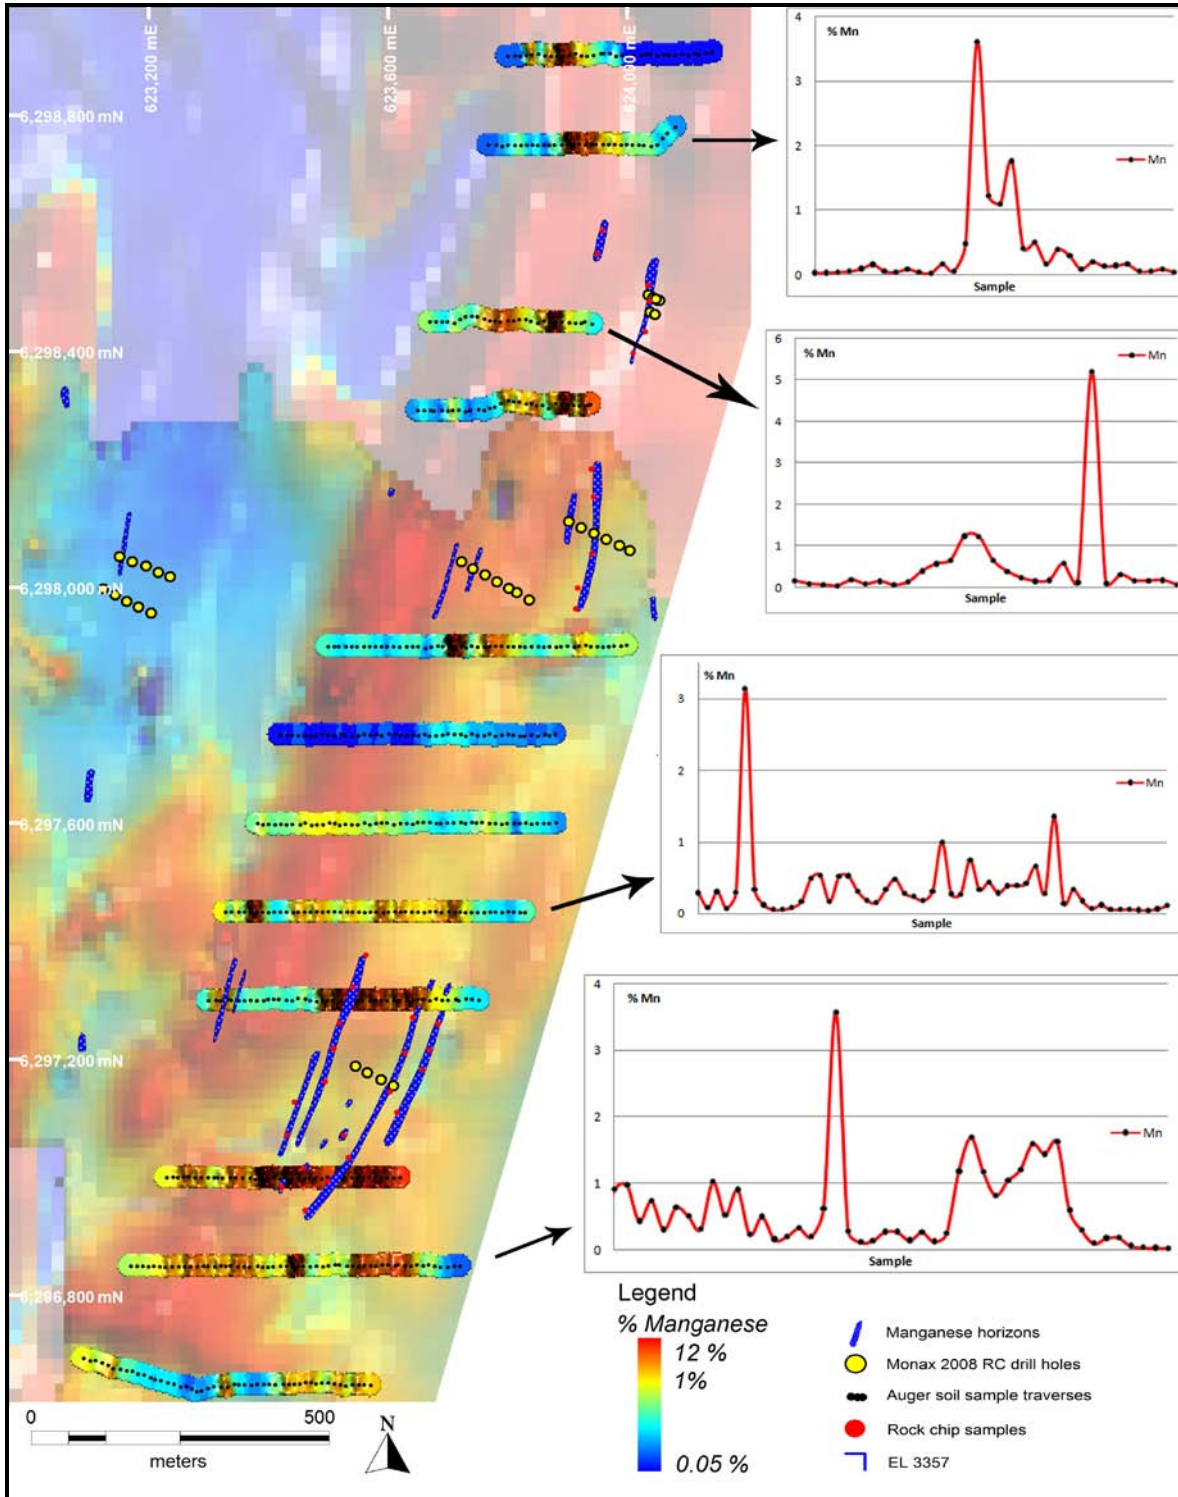 623,200 mE
623,600 mE
624,000 mE
6,298,800 mN
6,298,400 mN
6,298,000 mN
6,297,600 mN
6,297,200 mN
6,296,800 mN
% Mn
4
3
2
1
0
Mn
Sample
% Mn
6
5
4
3
2
1
0
Mn
Sample
% Mn
3
2
1
0
Mn
Sample
% Mn
4
3
2
1
0
Mn
Sample
Legend
% Manganese
12 %
1%
0.05 %
Manganese horizons
Monax 2008 RC drill holes
Auger soil sample traverses
Rock chip samples
EL 3357
0 500
meters
N